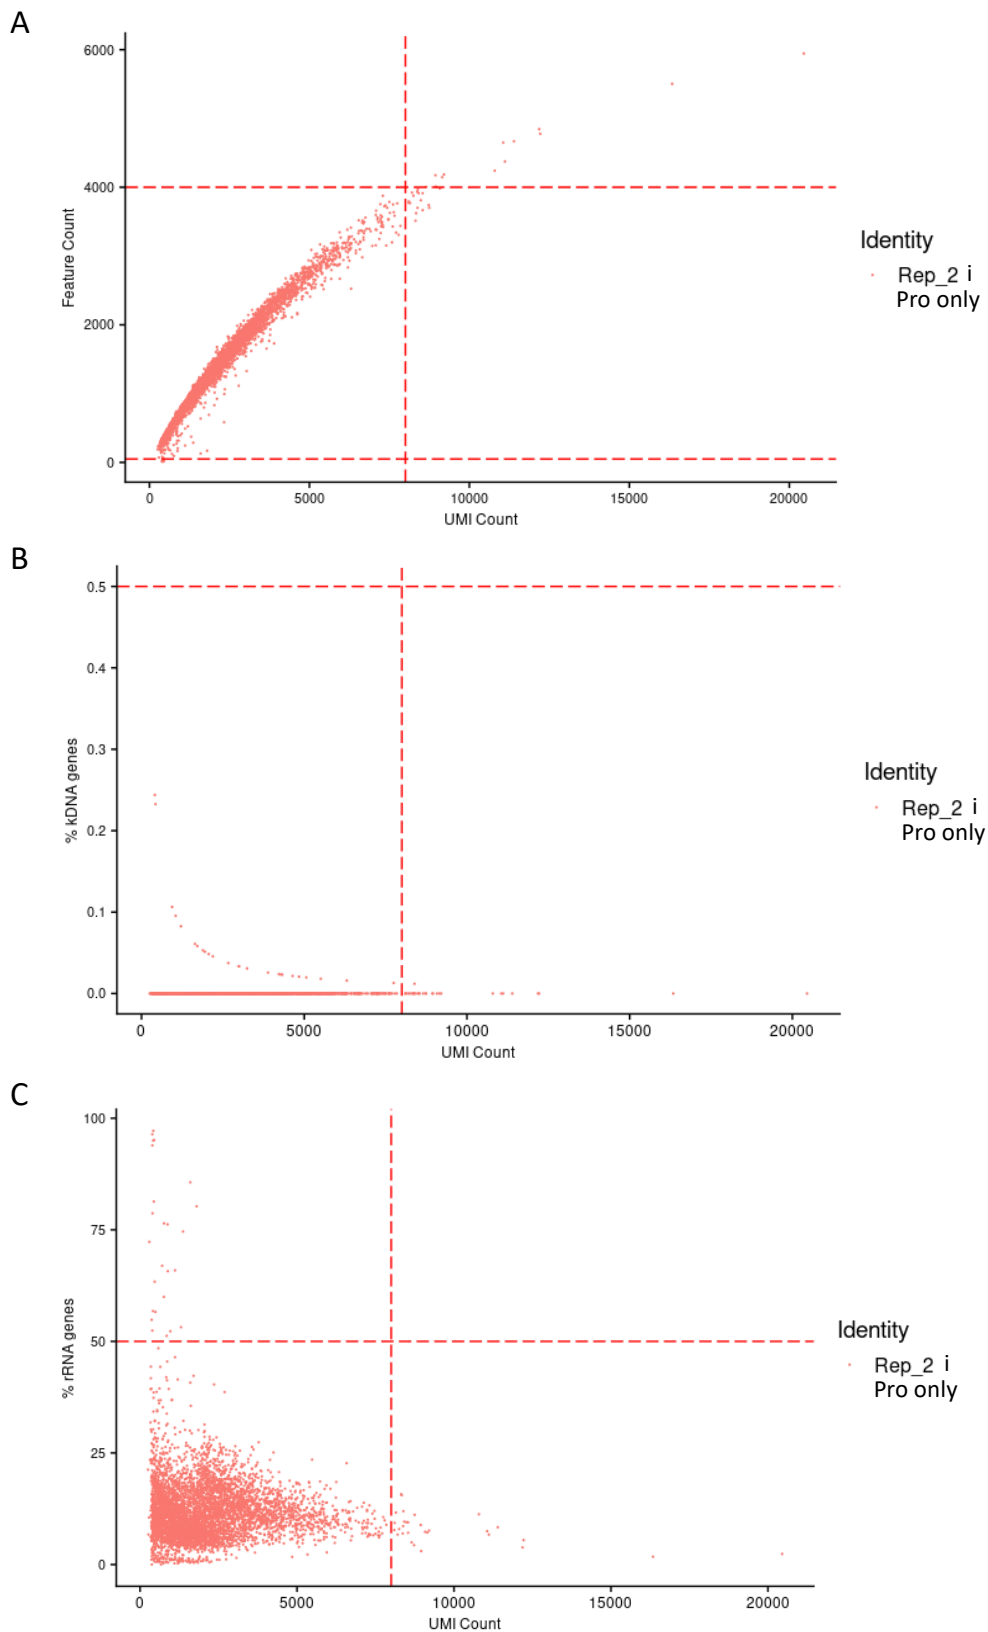 A
6000
4000
2000
0
Feature Count
0 5000 10000 15000 20000
UMI Count
Identity
Rep_2 i
Pro only
B
0.5
0.4
0.3
0.2
0.1
0.0
% kDNA genes
0 5000 10000 15000 20000
UMI Count
Identity
Rep_2 i
Pro only
C
100
75
50
25
0
% rRNA genes
0 5000 10000 15000 20000
UMI Count
Identity
Rep_2 i
Pro only